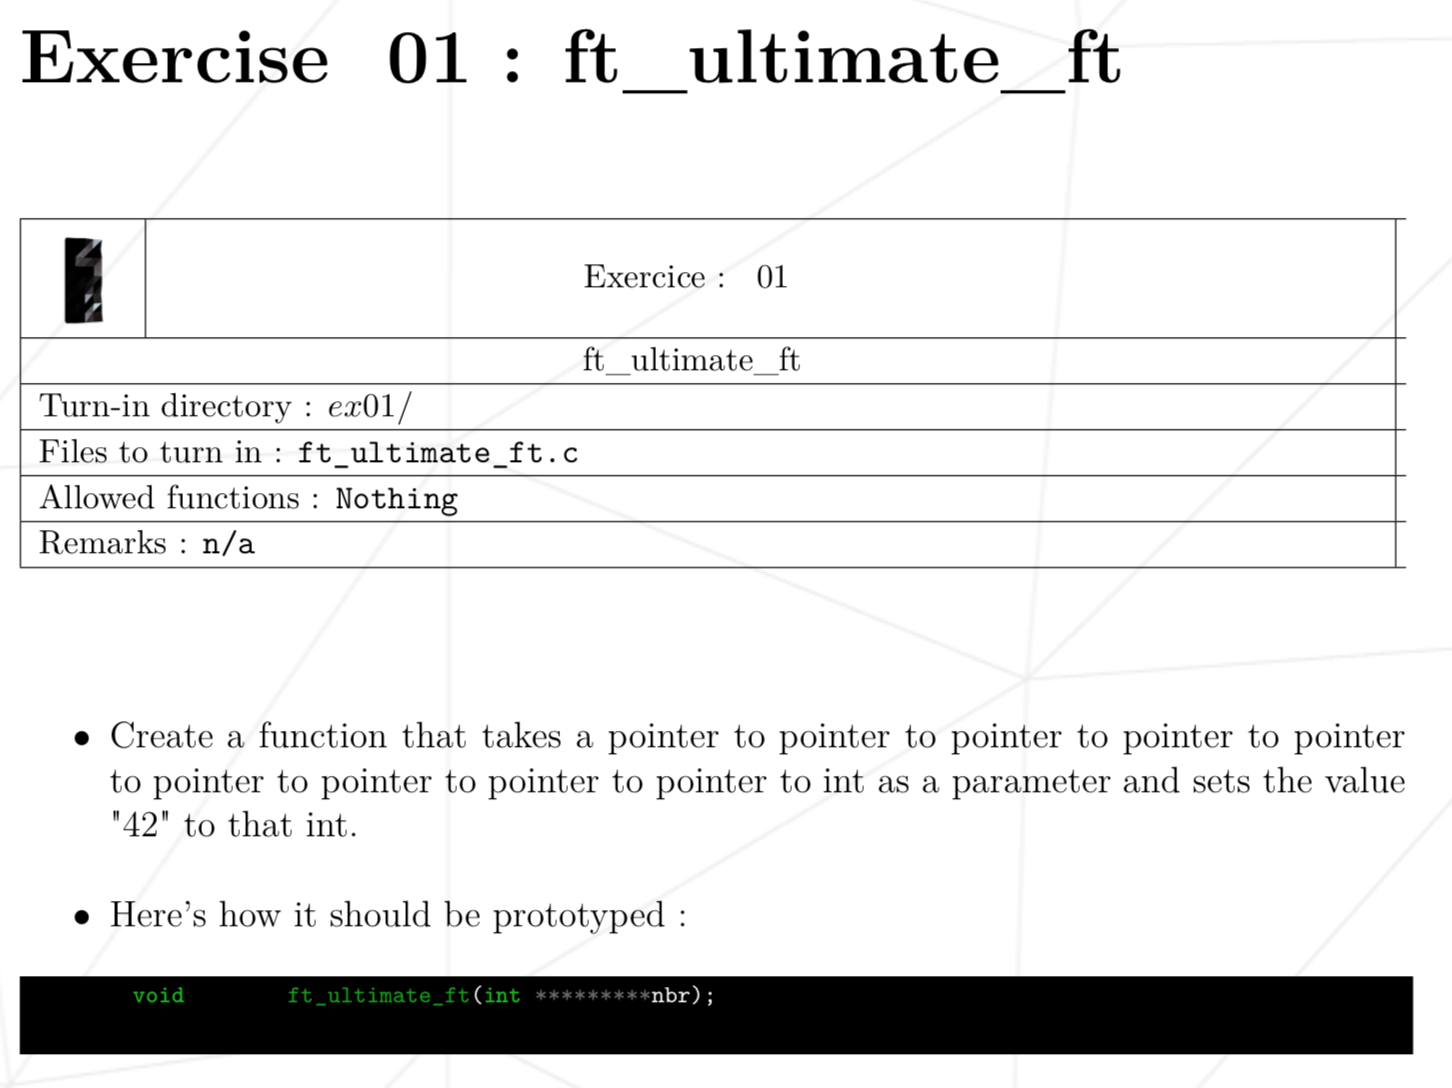 Exercise 01 : ft_ultimate_ft
Exercice : 01
ft_ultimate_ft
Turn-in directory : ex01/
Files to turn in : ft_ultimate_ft.c
Allowed functions : Nothing
Remarks : n/a
• Create a function that takes a pointer to pointer to pointer to pointer to pointer
to pointer to pointer to pointer to pointer to int as a parameter and sets the value
"42" to that int.
• Here's how it should be prototyped :
void ft_ultimate_ft(int *********nbr);